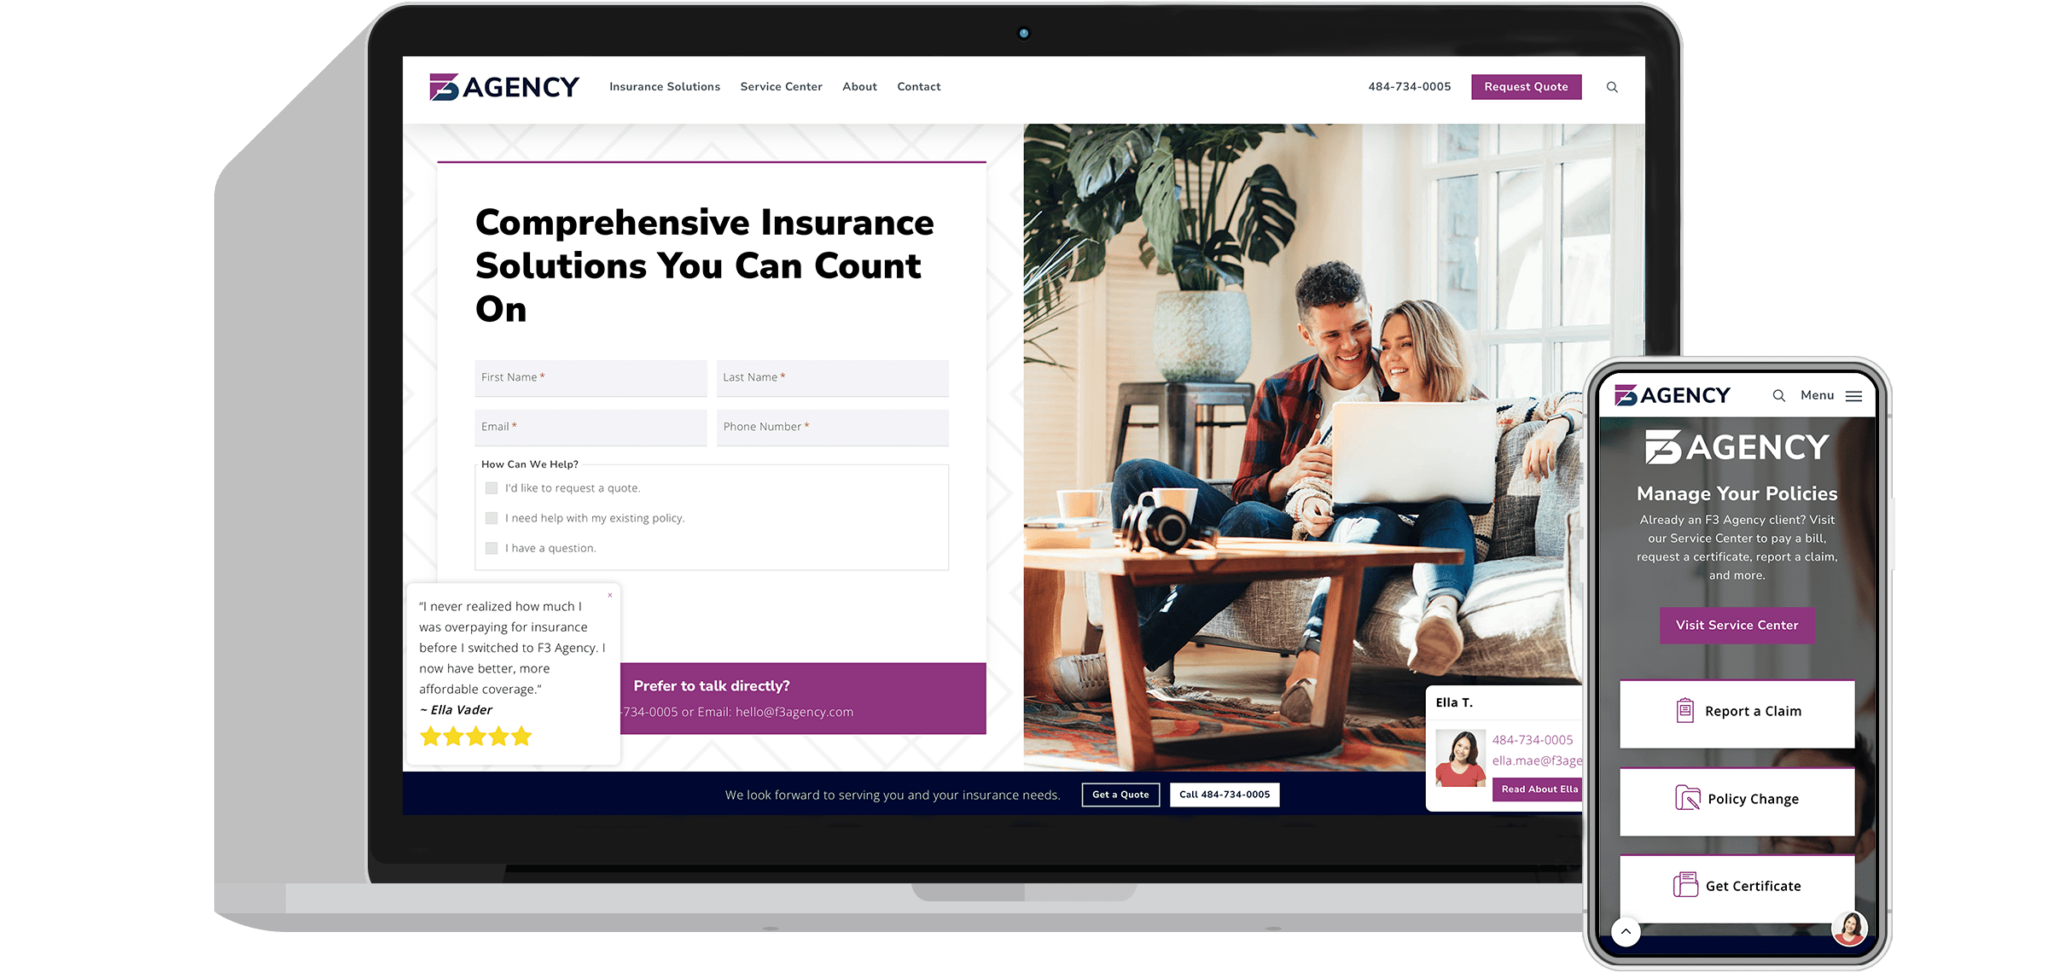 F3 AGENCY
Insurance Solutions
Service Center
About
Contact
484-734-0005
Request Quote
Comprehensive Insurance
Solutions You Can Count
On
First Name *
Last Name *
Email *
Phone Number *
How Can We Help?
I'd like to request a quote.
I need help with my existing policy.
I have a question.
×
"I never realized how much I
was overpaying for insurance
before I switched to F3 Agency. I
now have better, more
affordable coverage."
~ Ella Vader
Prefer to talk directly?
-734-0005 or Email: hello@f3agency.com
We look forward to serving you and your insurance needs.
Get a Quote
Call 484-734-0005
Ella T.
484-734-0005
ella.mae@f3age
Read About Ella
F3 AGENCY
Menu
F3 AGENCY
Manage Your Policies
Already an F3 Agency client? Visit
our Service Center to pay a bill,
request a certificate, report a claim,
and more.
Visit Service Center
Report a Claim
Policy Change
Get Certificate